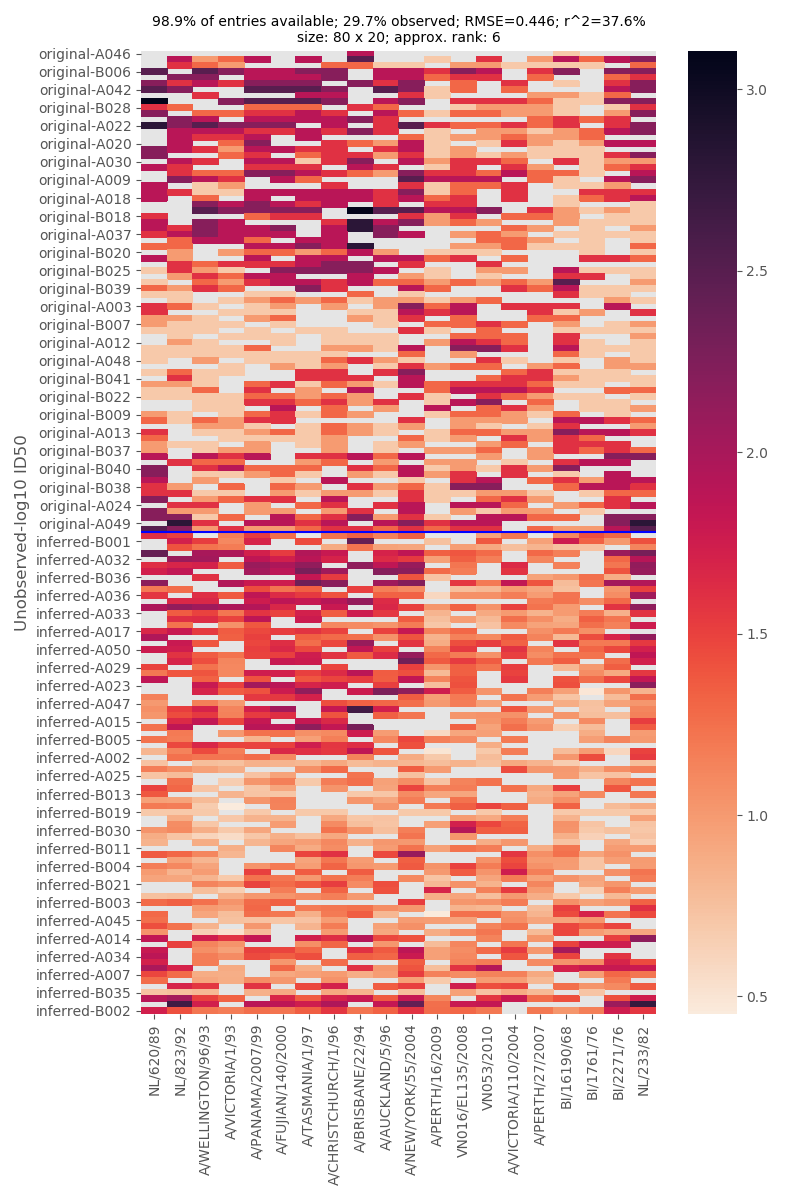 98.9% of entries available; 29.7% observed; RMSE=0.446; r^2=37.6%
size: 80 x 20; approx. rank: 6
Unobserved-log10 ID50
original-A046
original-B006
original-A042
original-B028
original-A022
original-A020
original-A030
original-A009
original-A018
original-B018
original-A037
original-B020
original-B025
original-B039
original-A003
original-B007
original-A012
original-A048
original-B041
original-B022
original-B009
original-A013
original-B037
original-B040
original-B038
original-A024
original-A049
inferred-B001
inferred-A032
inferred-B036
inferred-A036
inferred-A033
inferred-A017
inferred-A050
inferred-A029
inferred-A023
inferred-A047
inferred-A015
inferred-B005
inferred-A002
inferred-A025
inferred-B013
inferred-B019
inferred-B030
inferred-B011
inferred-B004
inferred-B021
inferred-B003
inferred-A045
inferred-A014
inferred-A034
inferred-A007
inferred-B035
inferred-B002
NL/620/89
NL/823/92
A/WELLINGTON/96/93
A/VICTORIA/1/93
A/PANAMA/2007/99
A/FUJIAN/140/2000
A/TASMANIA/1/97
A/CHRISTCHURCH/1/96
A/BRISBANE/22/94
A/AUCKLAND/5/96
A/NEW/YORK/55/2004
A/PERTH/16/2009
VN016/EL135/2008
VN053/2010
A/VICTORIA/110/2004
A/PERTH/27/2007
BI/16190/68
BI/1761/76
BI/2271/76
NL/233/82
3.0
2.5
2.0
1.5
1.0
0.5